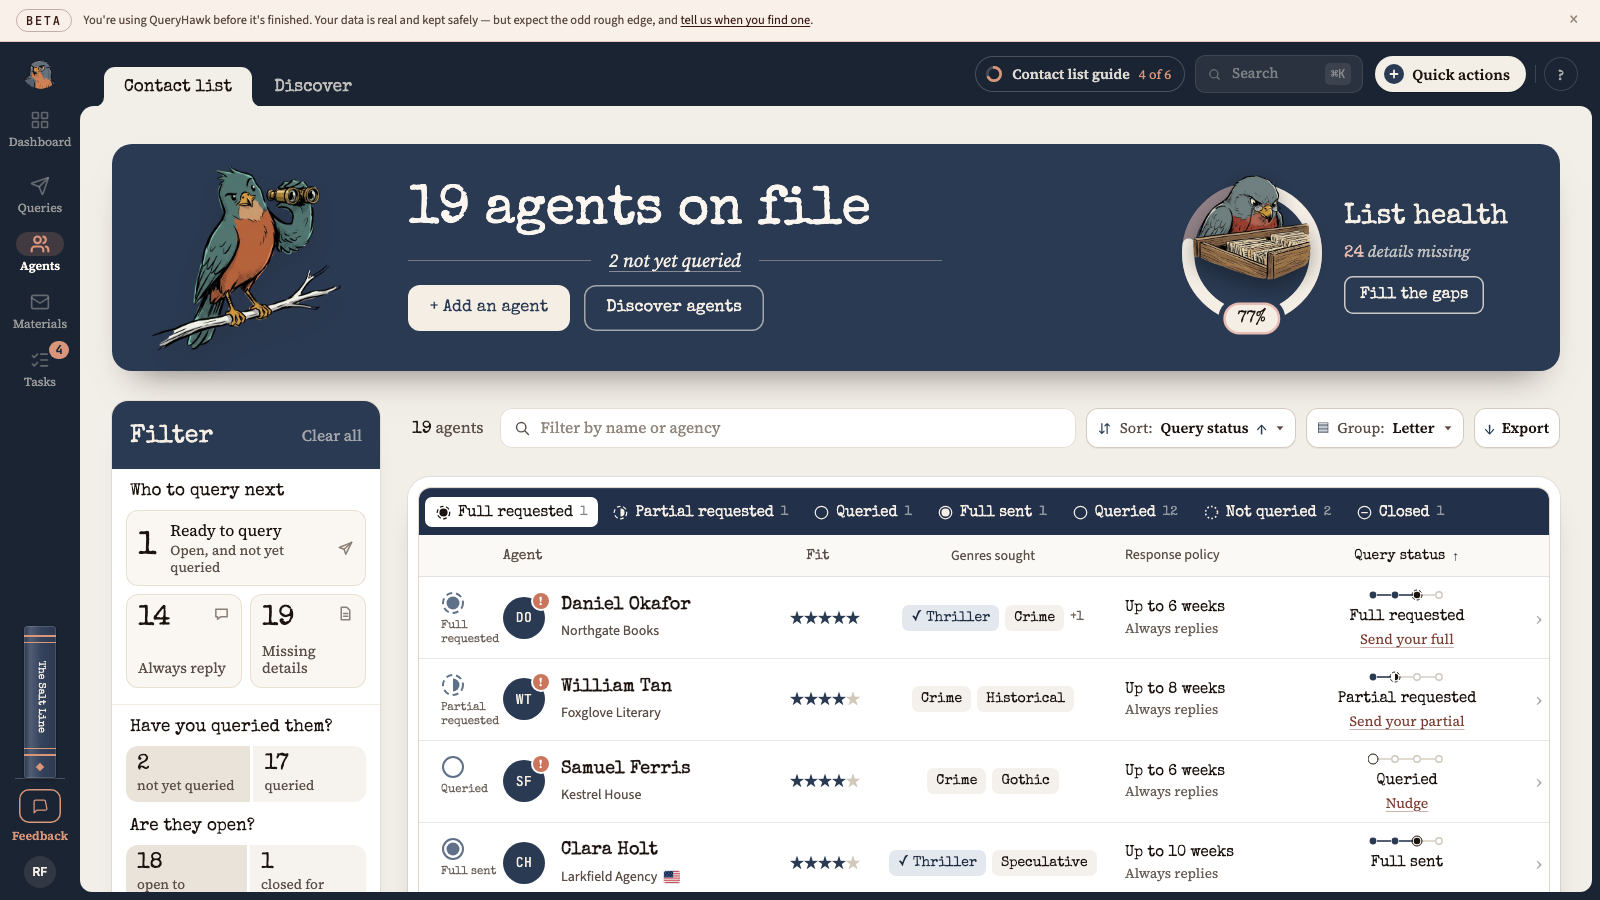 BETA You're using QueryHawk before it's finished. Your data is real and kept safely — but expect the odd rough edge, and tell us when you find one. ×
Contact list Discover
Contact list guide 4 of 6
Search ⌘K
+ Quick actions
?
Dashboard
Queries
Agents
Materials
4
Tasks
The Salt Line
Feedback
RF
19 agents on file
2 not yet queried
+ Add an agent Discover agents
77%
List health
24 details missing
Fill the gaps
Filter Clear all
Who to query next
1 Ready to query
Open, and not yet
queried
14 19
Always reply Missing
details
Have you queried them?
2 17
not yet queried queried
Are they open?
18 1
open to closed for
19 agents Filter by name or agency Sort: Query status ↑ Group: Letter ↓ Export
Full requested 1 Partial requested 1 Queried 1 Full sent 1 Queried 12 Not queried 2 Closed 1
Agent Fit Genres sought Response policy Query status ↑
Full
requested
DO ! Daniel Okafor
Northgate Books
★★★★★
✓ Thriller Crime +1
Up to 6 weeks
Always replies
Full requested
Send your full
Partial
requested
WT ! William Tan
Foxglove Literary
★★★★★
Crime Historical
Up to 8 weeks
Always replies
Partial requested
Send your partial
Queried
SF ! Samuel Ferris
Kestrel House
★★★★★
Crime Gothic
Up to 6 weeks
Always replies
Queried
Nudge
Full sent
CH Clara Holt
Larkfield Agency
★★★★★
✓ Thriller Speculative
Up to 10 weeks
Always replies
Full sent